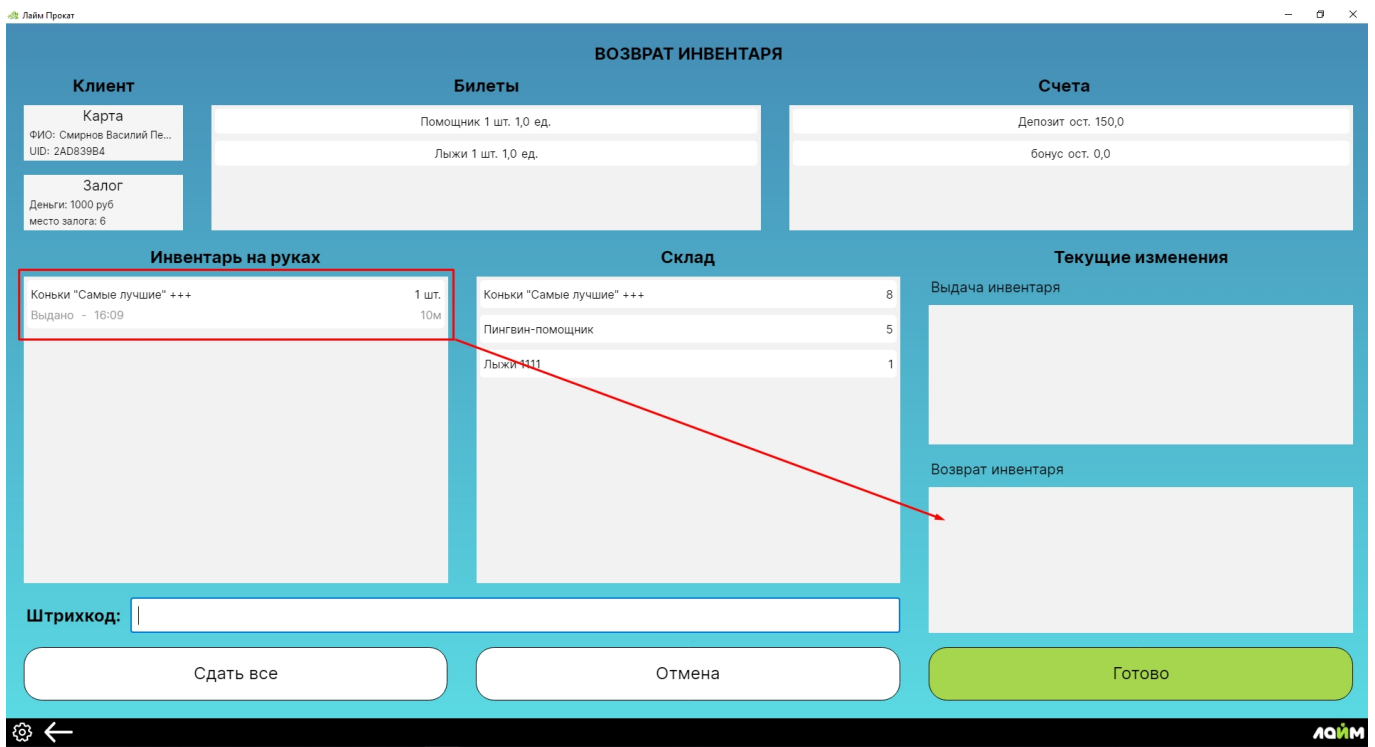 Лайм Прокат
ВОЗВРАТ ИНВЕНТАРЯ
Клиент
Карта
ФИО: Смирнов Василий Пе...
UID: 2AD839B4
Залог
Деньги: 1000 руб
место залога: 6
Билеты
Помощник 1 шт. 1,0 ед.
Лыжи 1 шт. 1,0 ед.
Счета
Депозит ост. 150,0
бонус ост. 0,0
Инвентарь на руках
Коньки "Самые лучшие" +++ 1 шт.
Выдано - 16:09 10м
Склад
Коньки "Самые лучшие" +++ 8
Пингвин-помощник 5
Лыжи 1111 1
Текущие изменения
Выдача инвентаря
Возврат инвентаря
Штрихкод:
Сдать все
Отмена
Готово
лайм